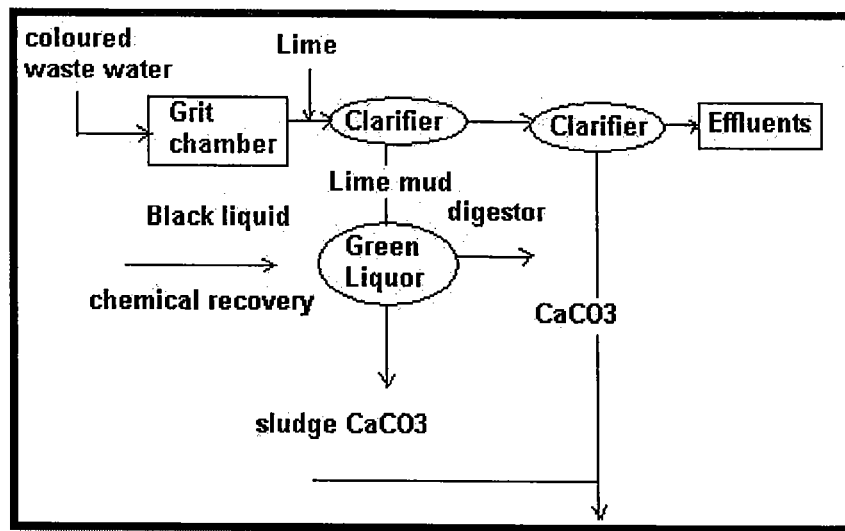 coloured
waste water
Lime
Grit
chamber
Clarifier
Clarifier
Effluents
Lime mud
Black liquid
digestor
Green
Liquor
chemical recovery
CaCO3
sludge CaCO3